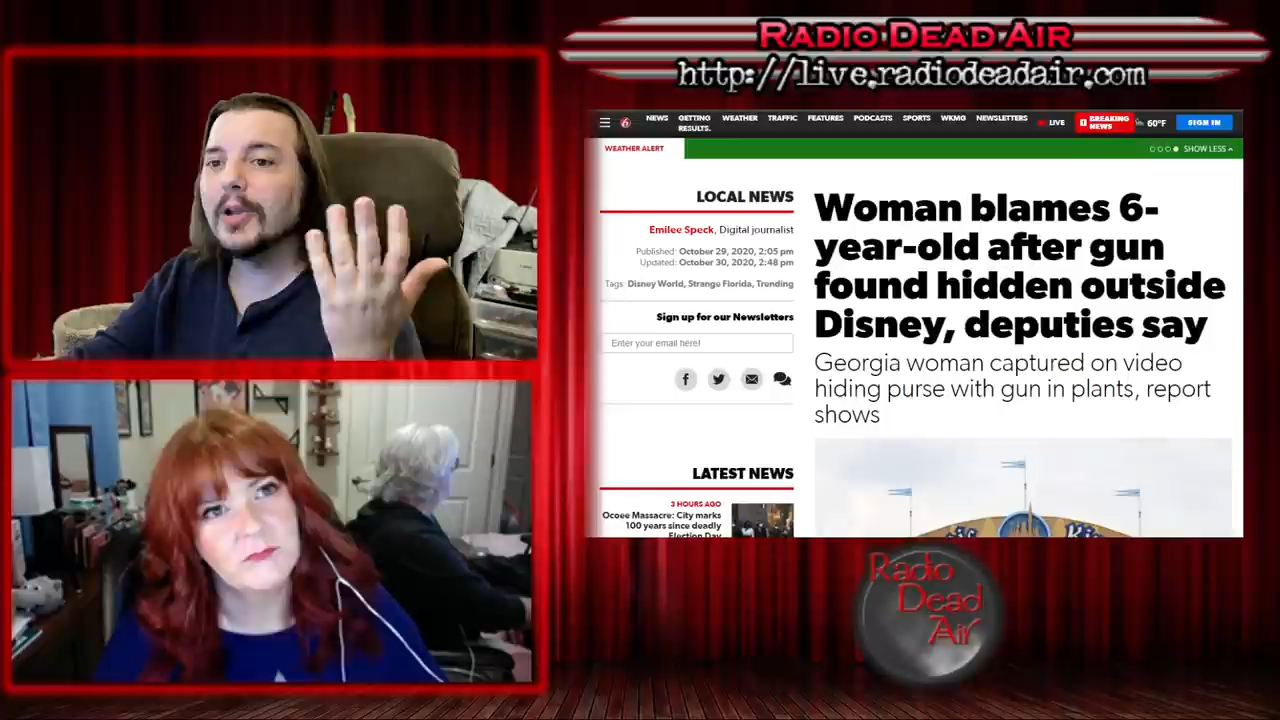 RADIO DEAD AIR
http://live.radiodeadair.com
NEWS
GETTING
RESULTS.
WEATHER
TRAFFIC
FEATURES
PODCASTS
SPORTS
WKMG
NEWSLETTERS
LIVE
BREAKING
NEWS
60°F
SIGN IN
6
WEATHER ALERT
SHOW LESS
LOCAL NEWS
Emilee Speck, Digital journalist
Published: October 29, 2020, 2:05 pm
Updated: October 30, 2020, 2:48 pm
Tags: Disney World, Strange Florida, Trending
Sign up for our Newsletters
Enter your email here!
LATEST NEWS
3 HOURS AGO
Ocoee Massacre: City marks
100 years since deadly
Election Day
Woman blames 6-
year-old after gun
found hidden outside
Disney, deputies say
Georgia woman captured on video
hiding purse with gun in plants, report
shows
Radio
Dead
Air